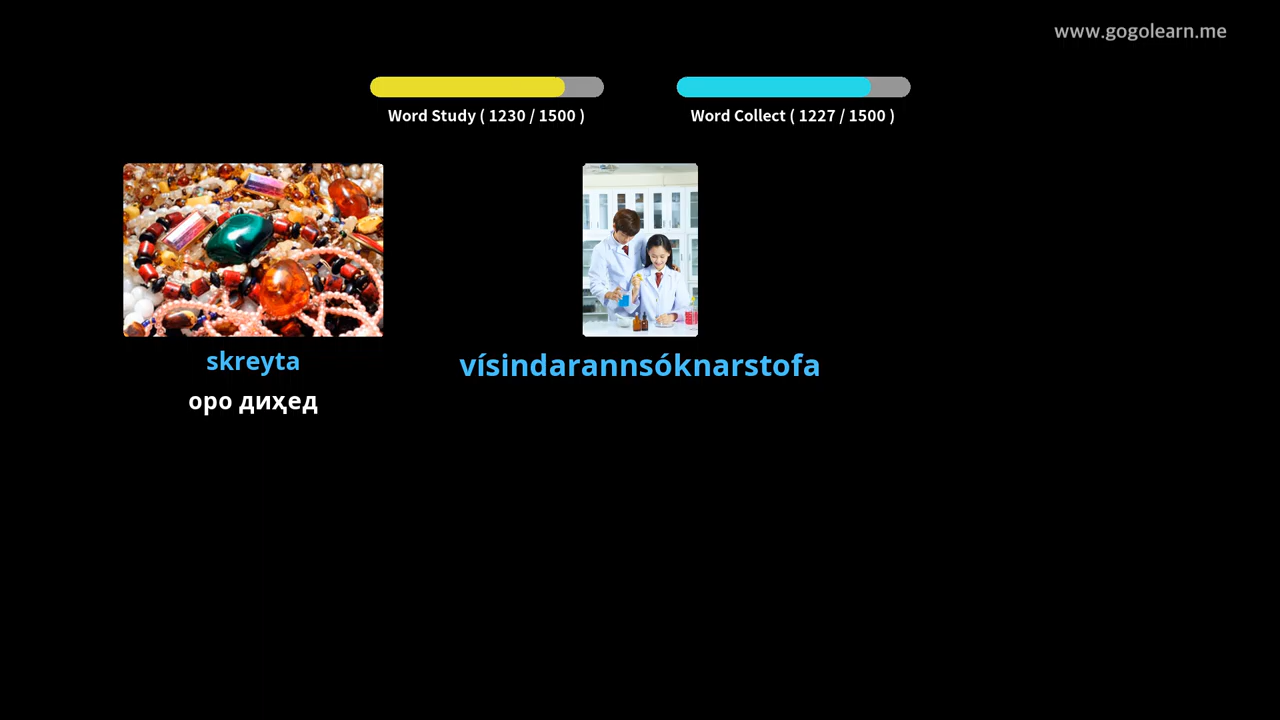 www.gogolearn.me
Word Study ( 1230 / 1500 )
Word Collect ( 1227 / 1500 )
skreyta
оро диҳед
vísindarannsóknarstofa